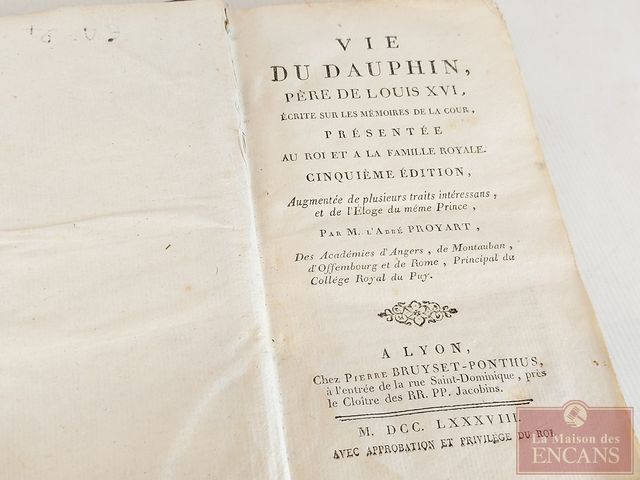 VIE
DU DAUPHIN,
PÈRE DE LOUIS XVI,
ÉCRITE SUR LES MÉMOIRES DE LA COUR,
PRÉSENTÉE
AU ROI ET A LA FAMILLE ROYALE.
CINQUIÈME ÉDITION,
Augmentée de plusieurs traits intéressans,
et de l'Éloge du même Prince,
PAR M. L'ABBÉ PROYART,
Des Académies d'Angers, de Montauban,
d'Offembourg et de Rome, Principal du
Collége Royal du Puy.
A LYON,
Chez PIERRE BRUYSET-PONTHUS,
à l'entrée de la rue Saint-Dominique, près
le Cloître des RR. PP. Jacobins.
M. DCC. LXXXVIII.
AVEC APPROBATION ET PRIVILÉGE DU ROI.
La Maison des
ENCANS